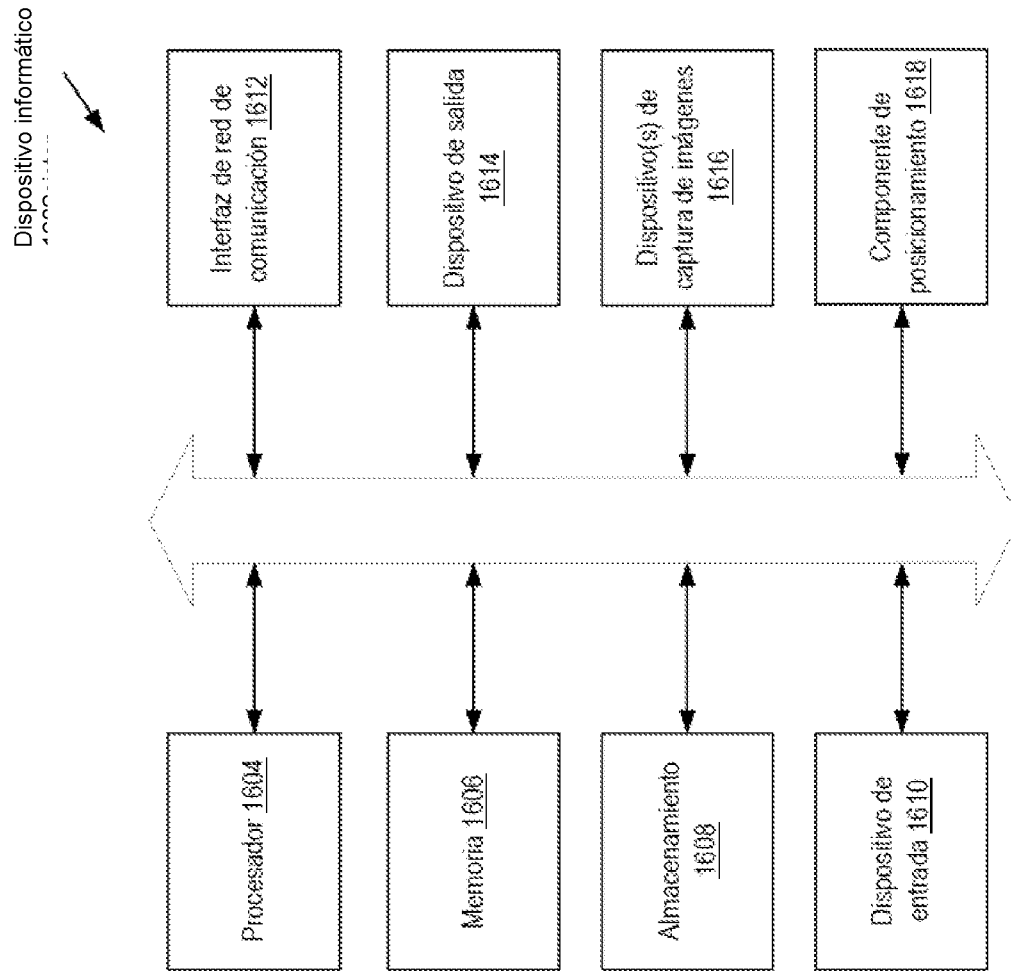 Dispositivo informático
Procesador 1604
Interfaz de red de
comunicación 1612
Memoria 1606
Dispositivo de salida
1614
Almacenamiento
1608
Dispositivo(s) de
captura de imágenes
1616
Dispositivo de
entrada 1610
Componente de
posicionamiento 1618